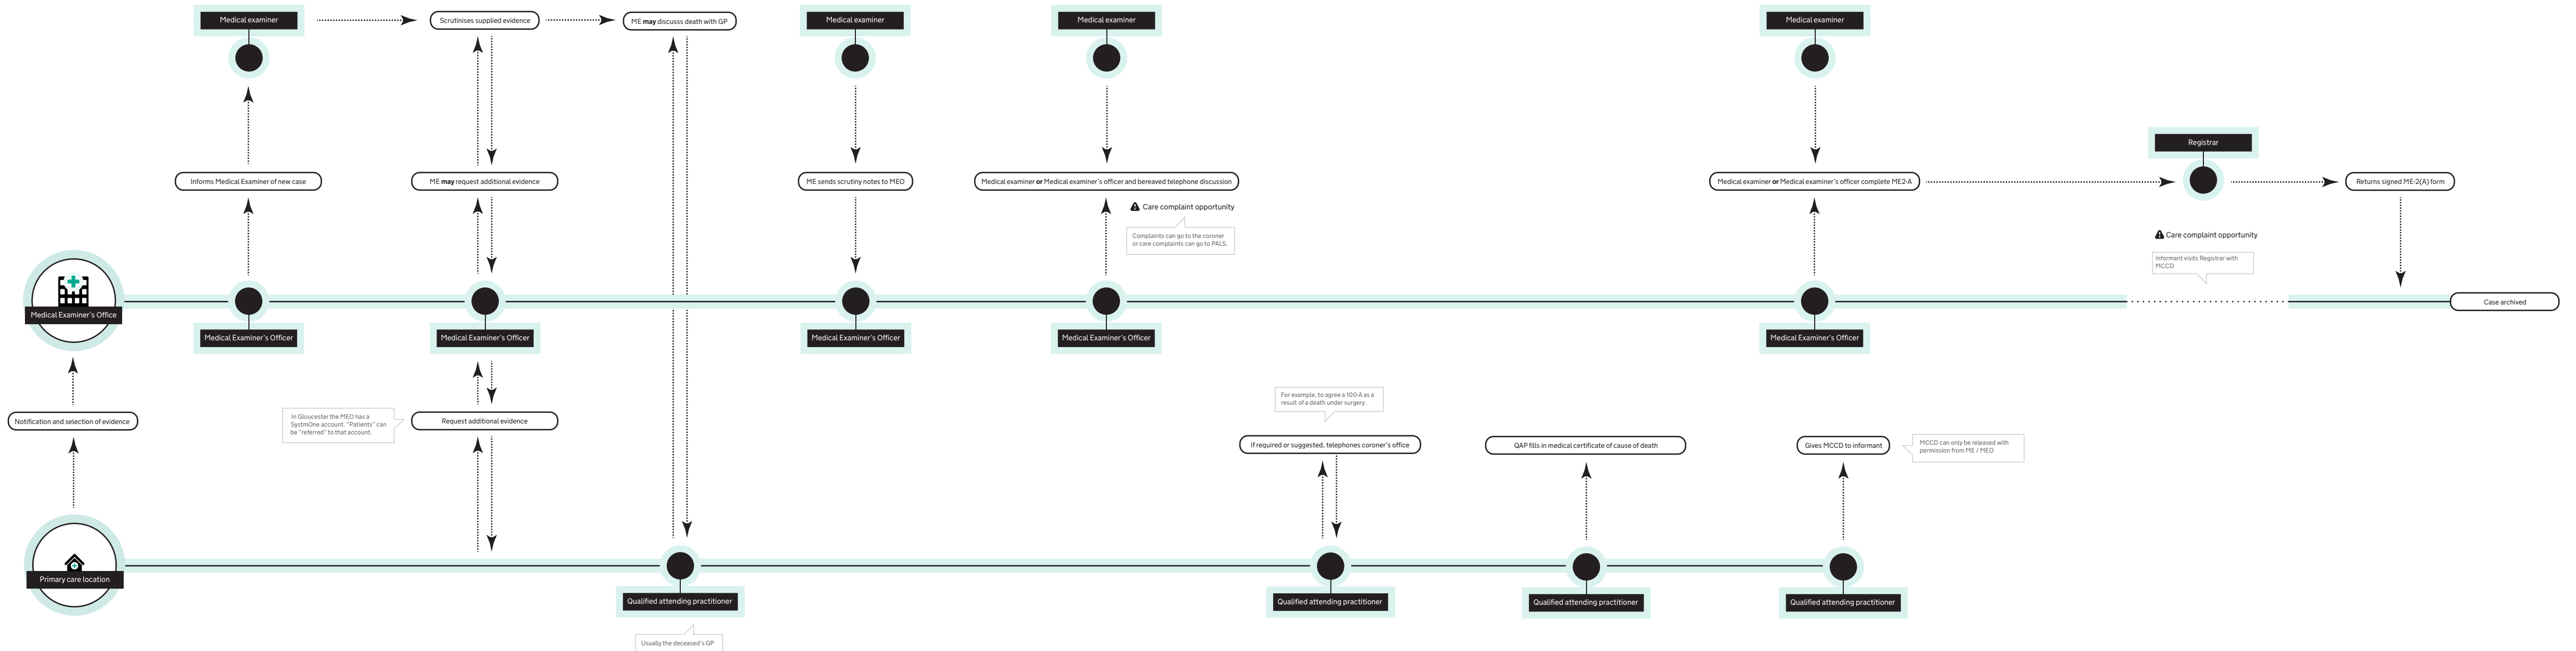 Medical examiner
Scrutinises supplied evidence
ME may discusss death with GP
Medical examiner
Medical examiner
Medical examiner
Registrar
Informs Medical Examiner of new case
ME may request additional evidence
ME sends scrutiny notes to MEO
Medical examiner or Medical examiner's officer and bereaved telephone discussion
Medical examiner or Medical examiner's officer complete ME2-A
Returns signed ME-2(A) form
Care complaint opportunity
Complaints can go to the coroner
or care complaints can go to PALS.
Care complaint opportunity
Informant visits Registrar with
MCCD
Medical Examiner's Office
Case archived
Medical Examiner's Officer
Medical Examiner's Officer
Medical Examiner's Officer
Medical Examiner's Officer
Medical Examiner's Officer
Notification and selection of evidence
In Gloucester the MEO has a
SystmOne account. "Patients" can
be "referred" to that account.
Request additional evidence
For example, to agree a 100-A as a
result of a death under surgery.
If required or suggested, telephones coroner's office
QAP fills in medical certificate of cause of death
Gives MCCD to informant
MCCD can only be released with
permission from ME / MEO
Primary care location
Qualified attending practitioner
Qualified attending practitioner
Qualified attending practitioner
Qualified attending practitioner
Usually the deceased's GP